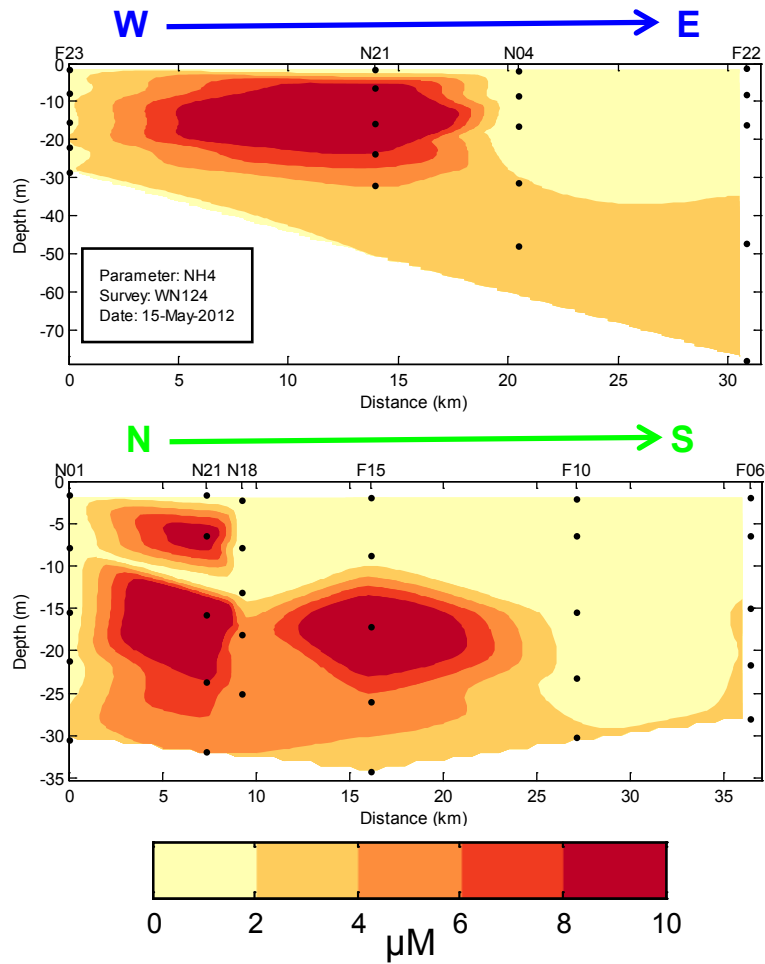 W E
F23 N21 N04 F22
0
-10
-20
-30
-40
-50
-60
-70
Depth (m)
Parameter: NH4
Survey: WN124
Date: 15-May-2012
0 5 10 15 20 25 30
Distance (km)
N S
N01 N21 N18 F15 F10 F06
0
-5
-10
-15
-20
-25
-30
-35
Depth (m)
0 5 10 15 20 25 30 35
Distance (km)
0 2 4 6 8 10
µM